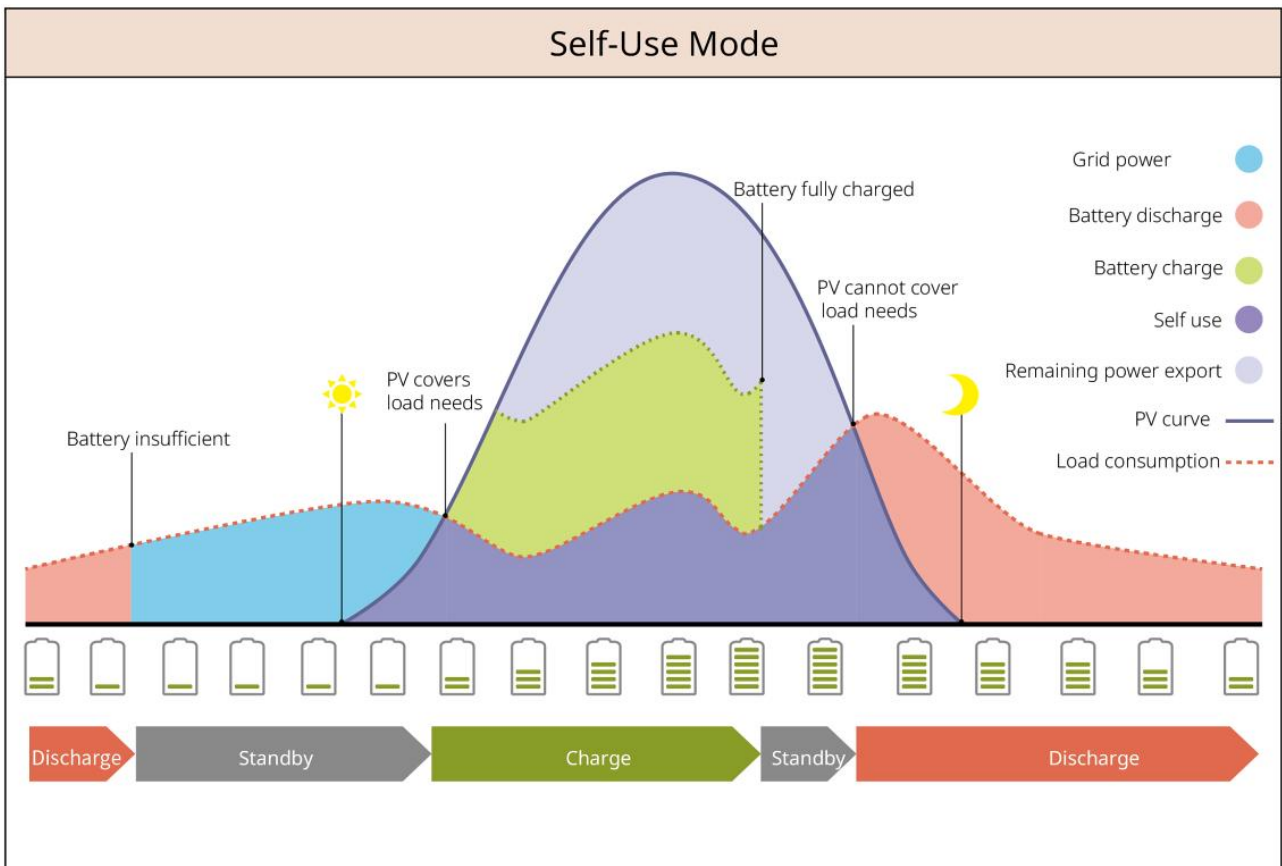 Self-Use Mode
Grid power
Battery fully charged
Battery discharge
Battery charge
PV cannot cover
load needs
Self use
PV covers
load needs
Remaining power export
Battery insufficient
PV curve
Load consumption
Discharge
Standby
Charge
Standby
Discharge